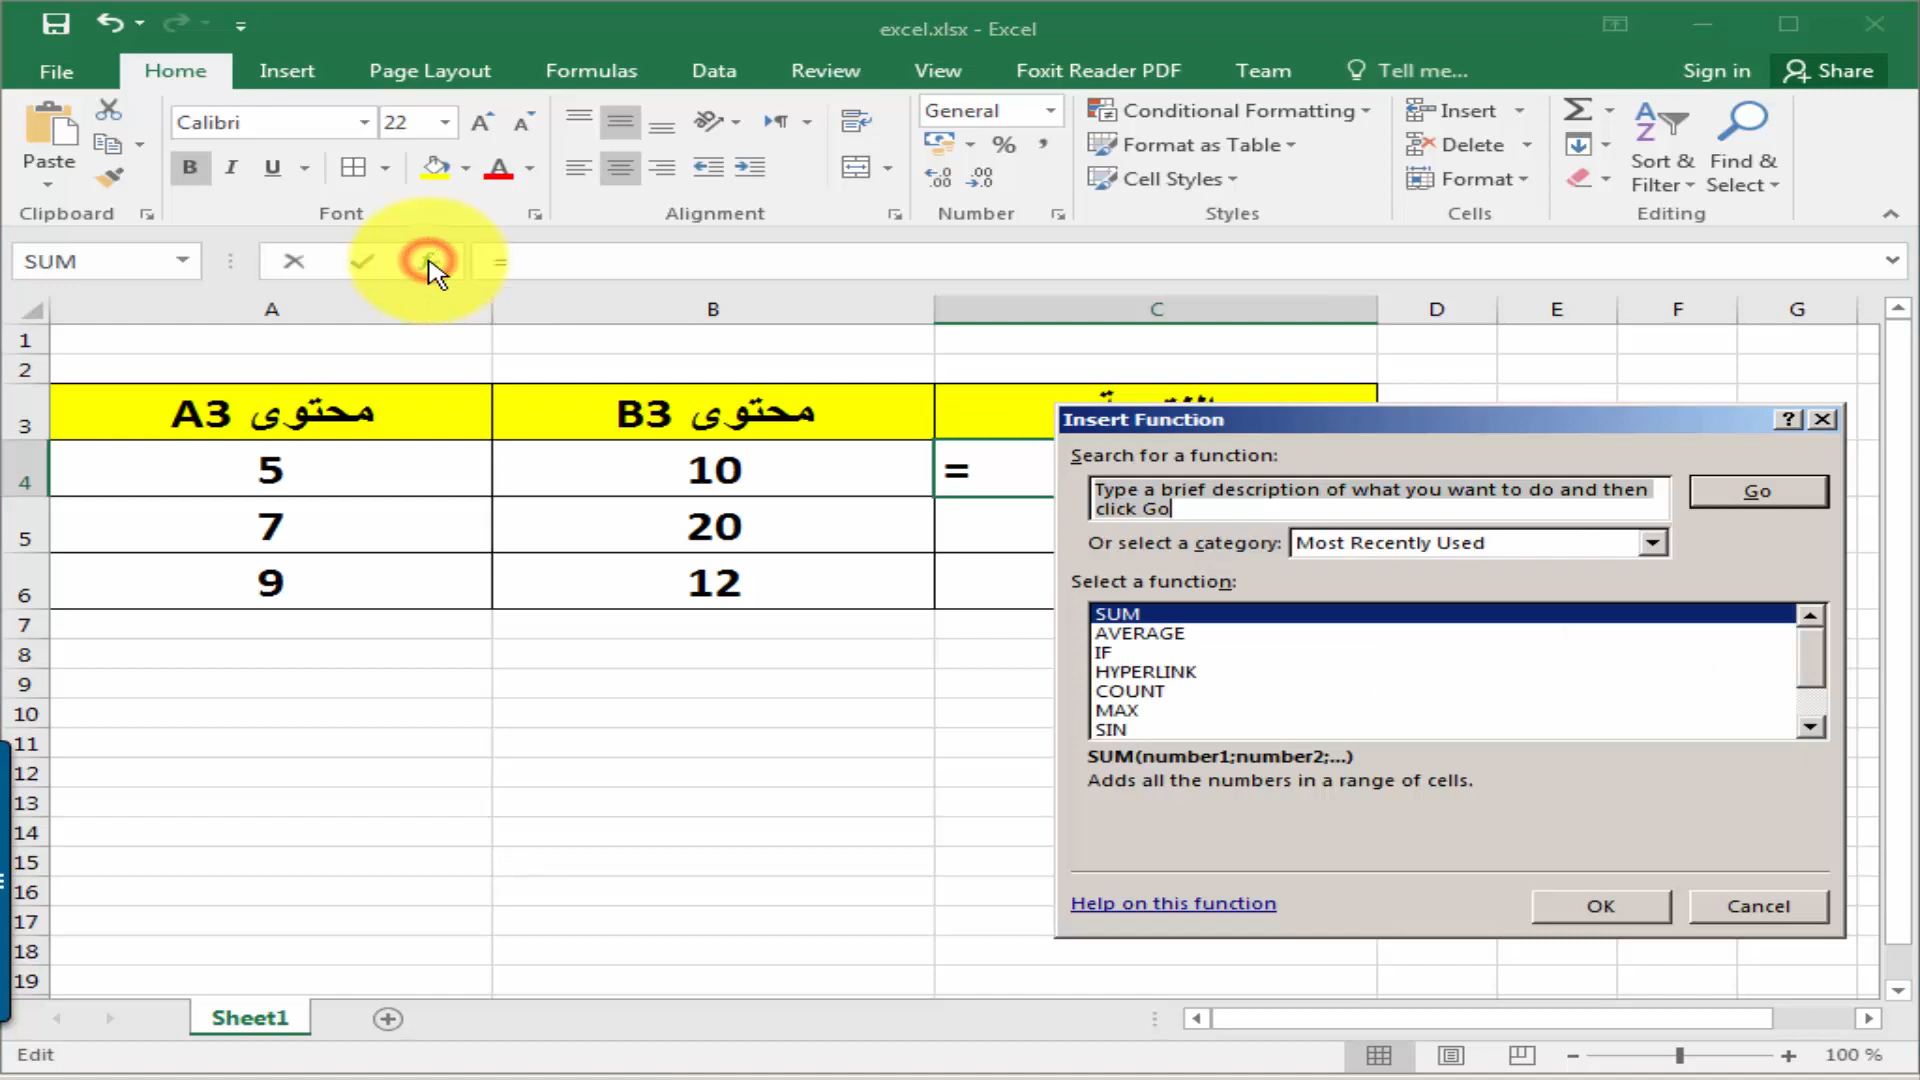 excel.xlsx - Excel
File Home Insert Page Layout Formulas Data Review View Foxit Reader PDF Team Tell me... Sign in Share
Paste
Calibri 22
B I U A
General
% ,
Conditional Formatting
Format as Table
Cell Styles
Insert
Delete
Format
Sort & Filter
Find & Select
Clipboard Font Alignment Number Styles Cells Editing
SUM =
A B C D E F G
1
2
3 محتوى A3 محتوى B3
4 5 10 =
5 7 20
6 9 12
7
8
9
10
11
12
13
14
15
16
17
18
19
Insert Function
Search for a function:
Type a brief description of what you want to do and then
click Go
Go
Or select a category: Most Recently Used
Select a function:
SUM
AVERAGE
IF
HYPERLINK
COUNT
MAX
SIN
SUM(number1;number2;...)
Adds all the numbers in a range of cells.
Help on this function OK Cancel
Sheet1
Edit 100 %